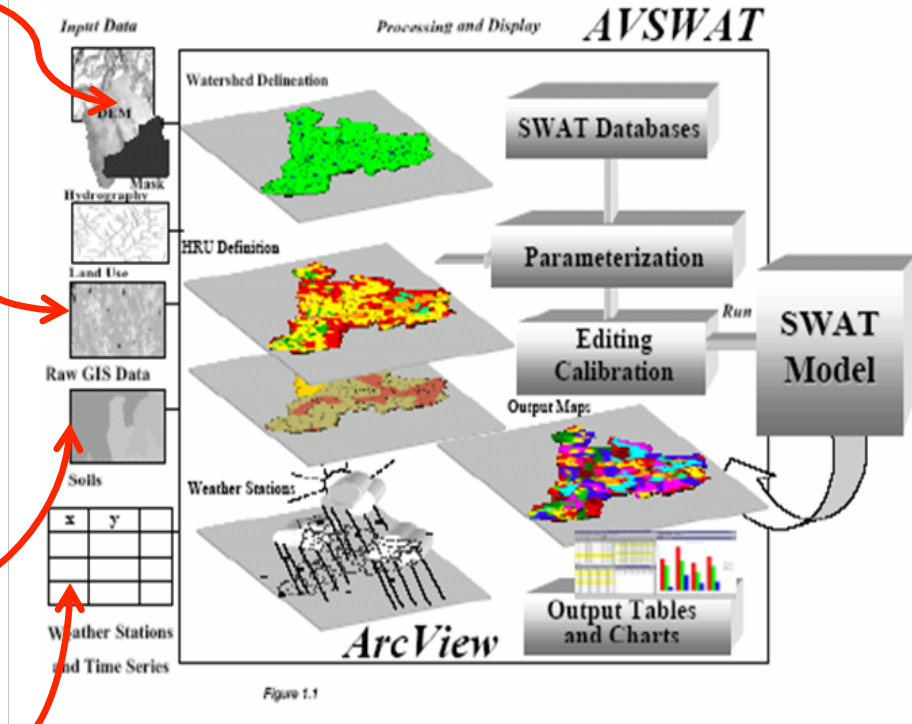 Input Data
Processing and Display
AVSWAT
Watershed Delineation
DEM
Mask
Hydrography
SWAT Databases
HRU Definition
Parameterization
Land Use
Run
SWAT
Model
Editing
Calibration
Raw GIS Data
Output Maps
Soils
Weather Stations
x y
Output Tables
and Charts
Weather Stations
and Time Series
ArcView
Figure 1.1